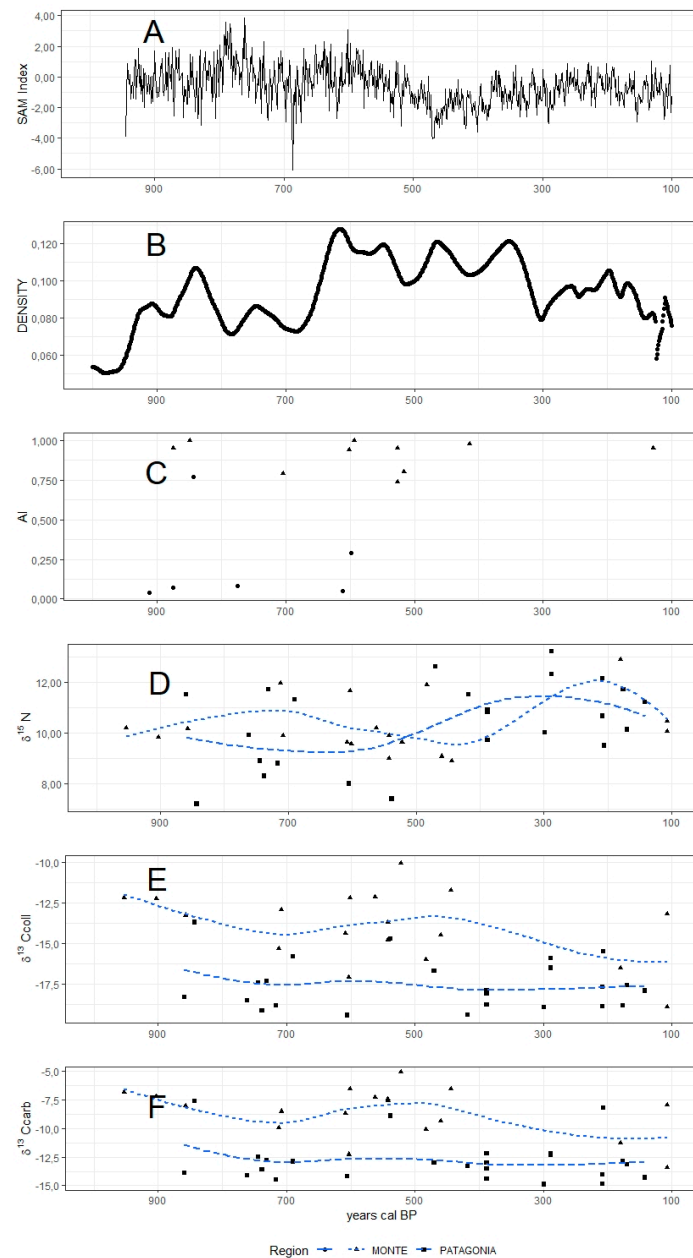 A
SAM Index
4,00
2,00
0,00
-2,00
-4,00
-6,00
900 700 500 300 100
B
DENSITY
0,120
0,100
0,080
0,060
900 700 500 300 100
C
AI
1,000
0,750
0,500
0,250
0,000
900 700 500 300 100
D
δ¹⁵ N
12,00
10,00
8,00
900 700 500 300 100
E
δ¹³ Ccoll
-10,0
-12,5
-15,0
-17,5
900 700 500 300 100
F
δ¹³ Ccarb
-5,0
-7,5
-10,0
-12,5
-15,0
900 700 500 300 100
years cal BP
Region MONTE PATAGONIA